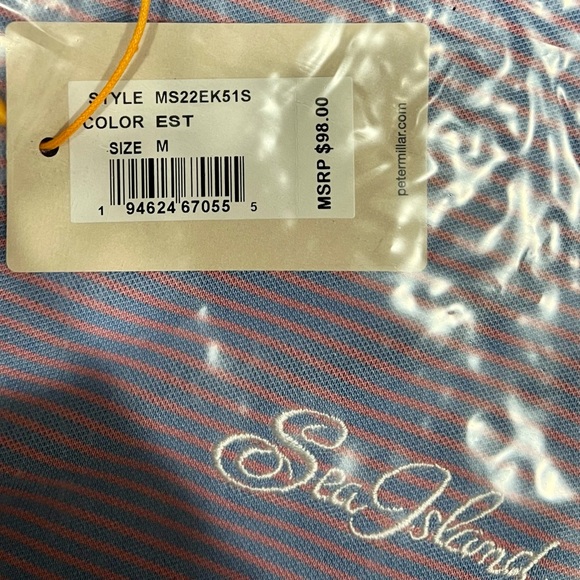 STYLE MS22EK51S
COLOR EST
SIZE M
1 94624 67055 5
MSRP $98.00
petermillar.com
Sea Island